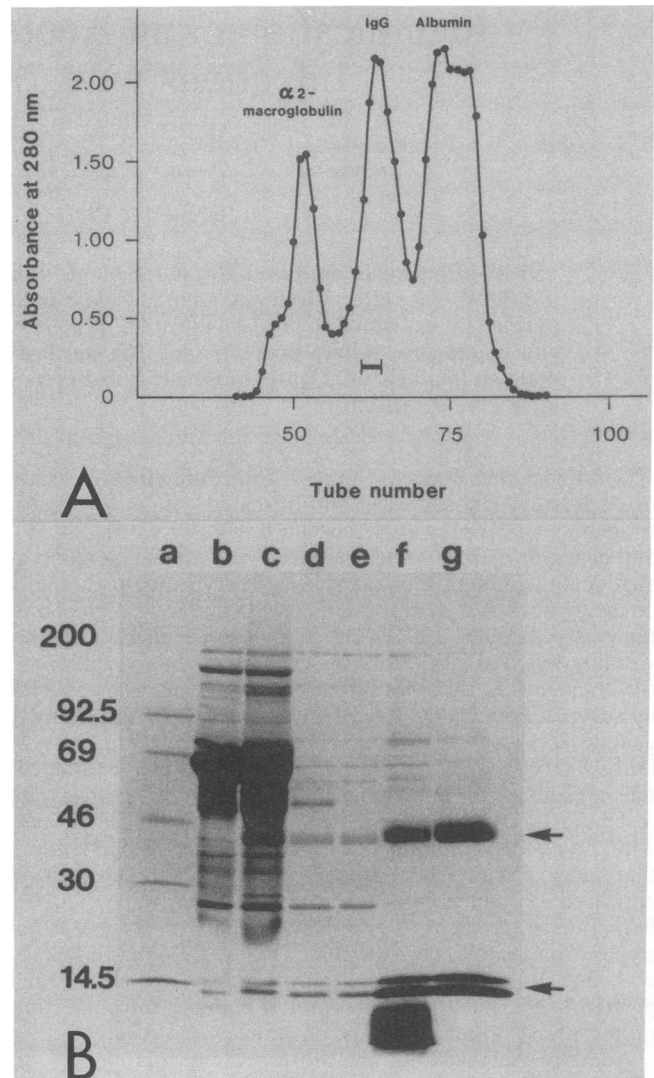 IgG Albumin
α2-
macroglobulin
Absorbance at 280 nm
2.00
1.50
1.00
0.50
0
50 75 100
Tube number
A
a b c d e f g
200
92.5
69
46
30
14.5
B